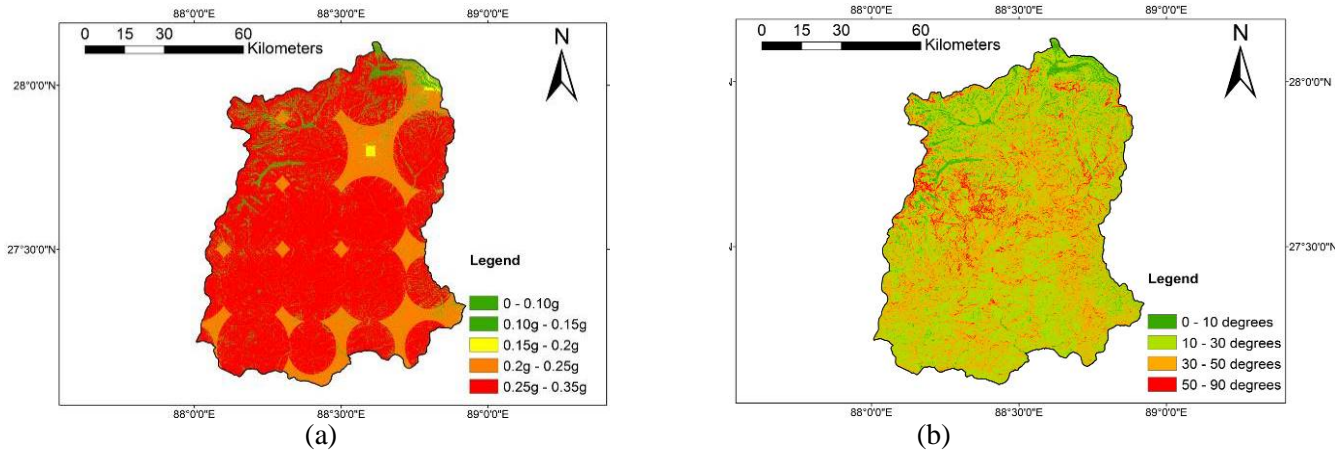 88°0'0"E 88°30'0"E 89°0'0"E
0 15 30 60
Kilometers
N
28°0'0"N
27°30'0"N
Legend
0 - 0.10g
0.10g - 0.15g
0.15g - 0.2g
0.2g - 0.25g
0.25g - 0.35g
88°0'0"E 88°30'0"E 89°0'0"E
(a)
88°0'0"E 88°30'0"E 89°0'0"E
0 15 30 60
Kilometers
N
N
28°0'0"N
N
27°30'0"N
Legend
0 - 10 degrees
10 - 30 degrees
30 - 50 degrees
50 - 90 degrees
88°0'0"E 88°30'0"E 89°0'0"E
(b)